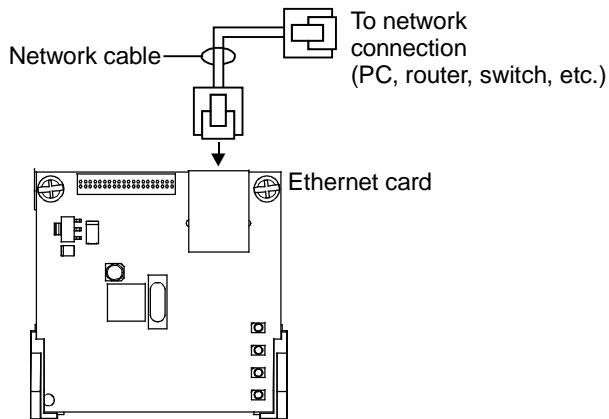 To network
connection
(PC, router, switch, etc.)
Network cable
Ethernet card